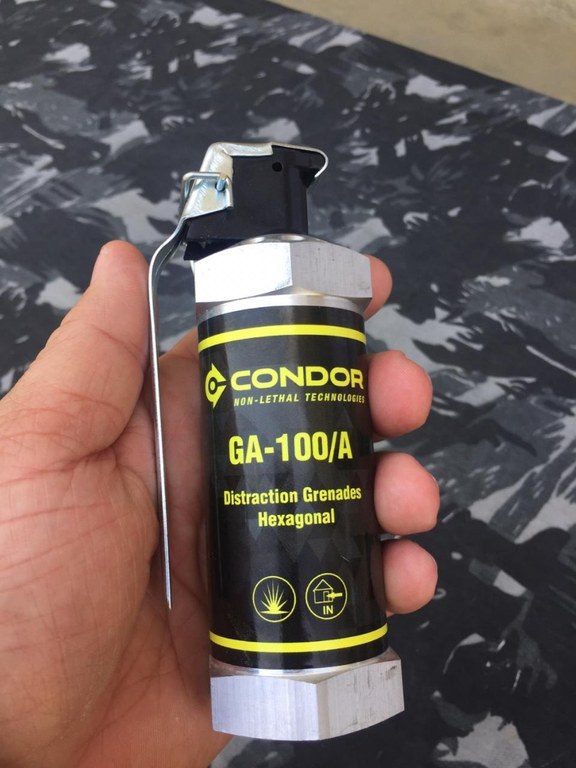 CONDOR
NON-LETHAL TECHNOLOGIES
GA-100/A
Distraction Grenades
Hexagonal
IN